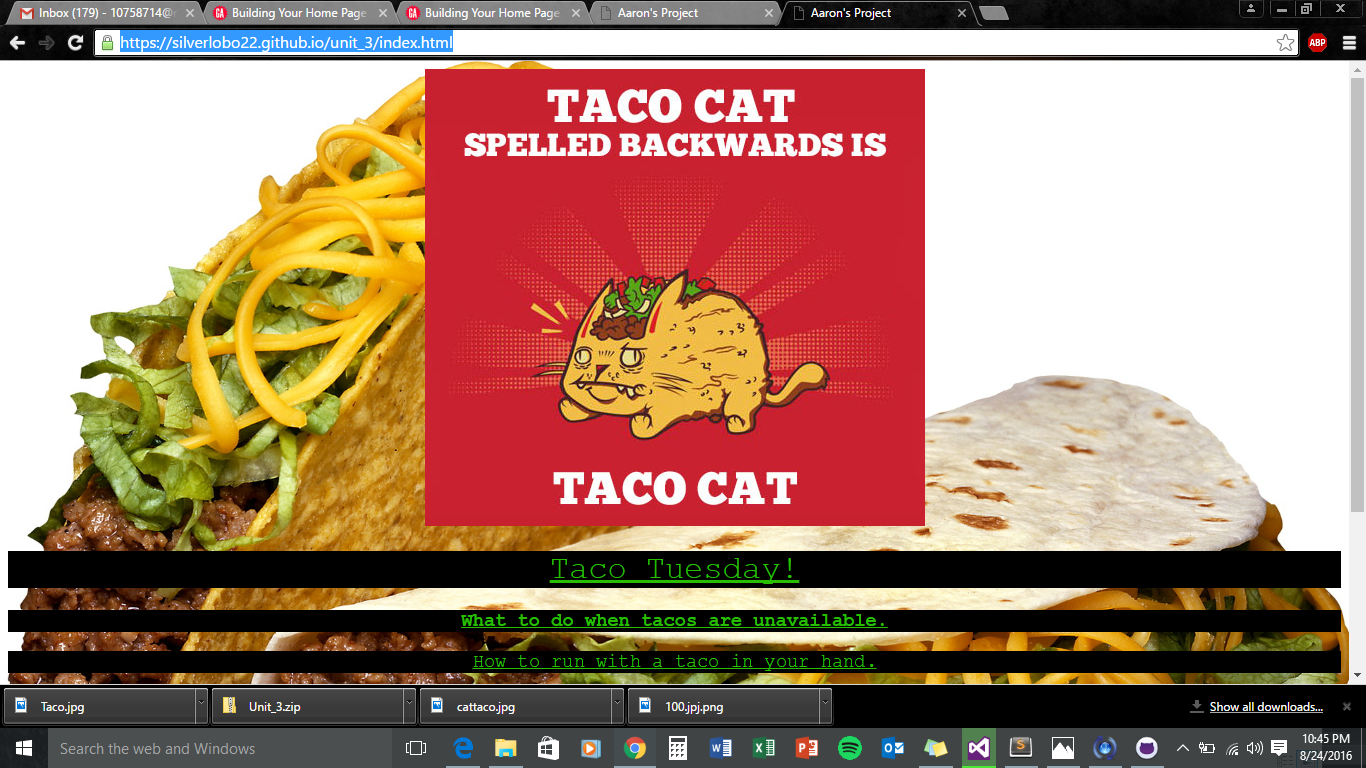 Inbox (179) - 10758714@
Building Your Home Page
Building Your Home Page
Aaron's Project
Aaron's Project
https://silverlobo22.github.io/unit_3/index.html
ABP
TACO CAT
SPELLED BACKWARDS IS
TACO CAT
Taco Tuesday!
What to do when tacos are unavailable.
How to run with a taco in your hand.
Taco.jpg
Unit_3.zip
cattaco.jpg
100.jpj.png
Show all downloads...
Search the web and Windows
10:45 PM
8/24/2016